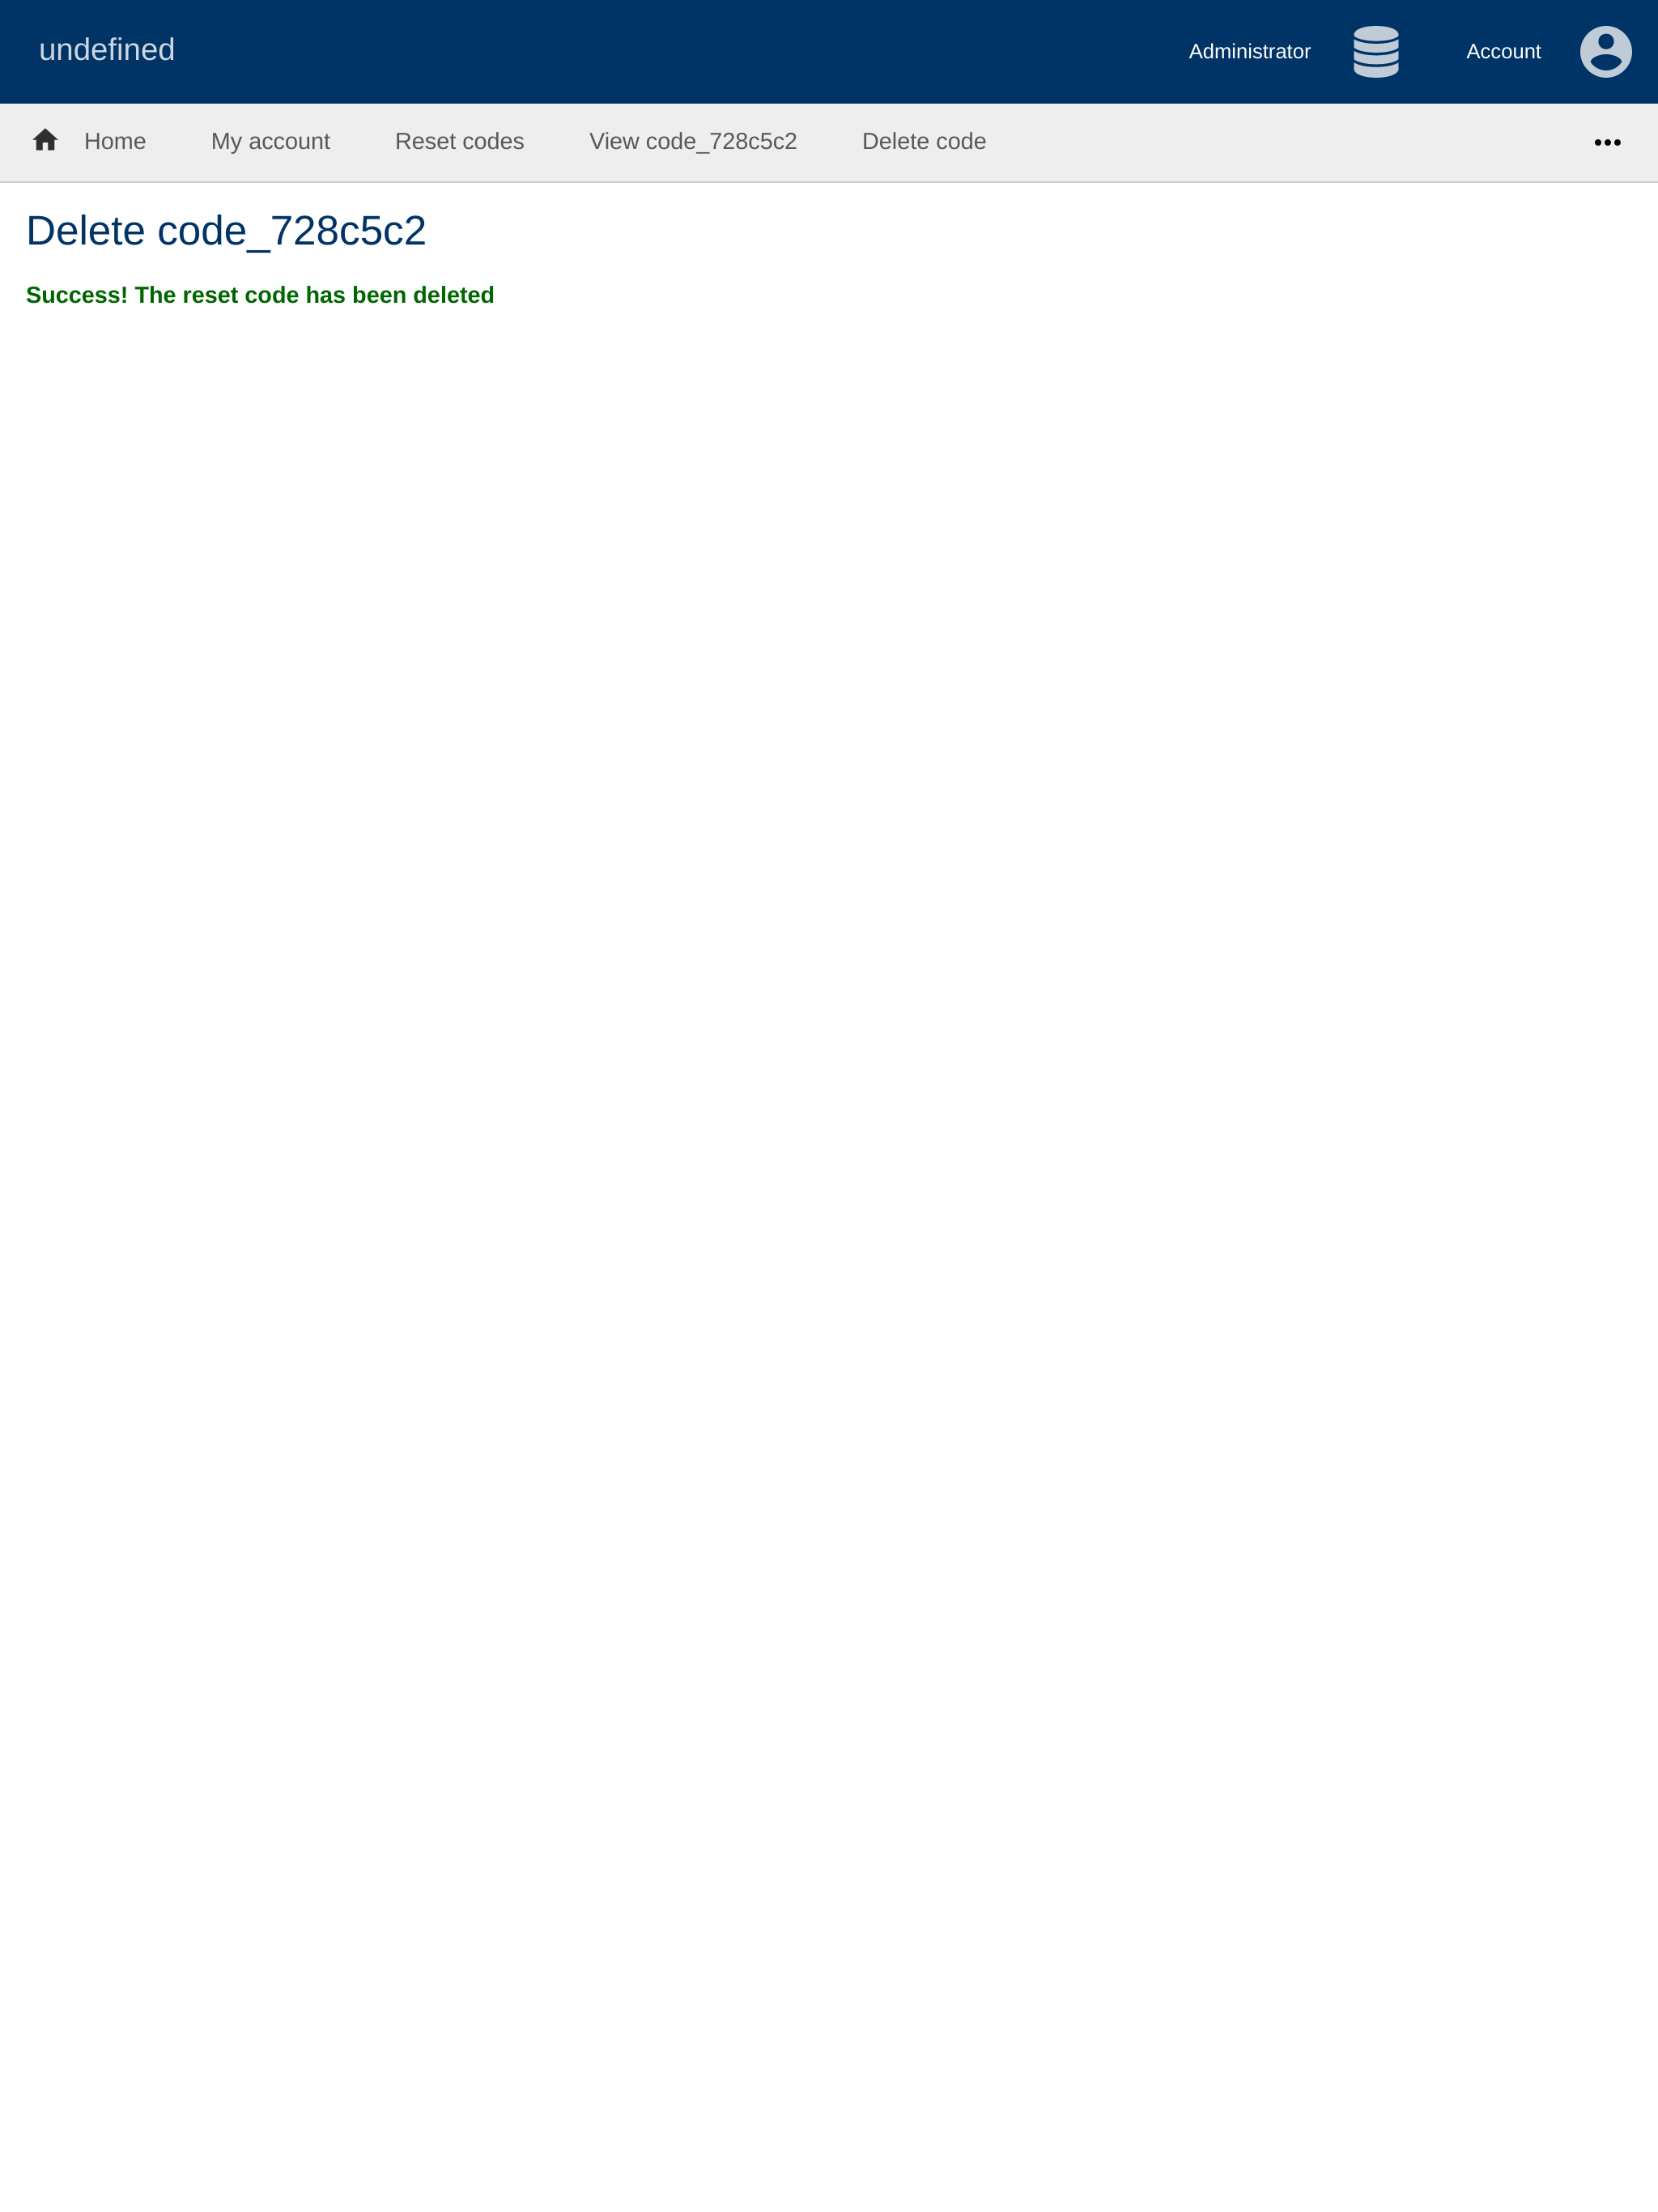 undefined
Administrator
Account
Home
My account
Reset codes
View code_728c5c2
Delete code
Delete code_728c5c2
Success! The reset code has been deleted